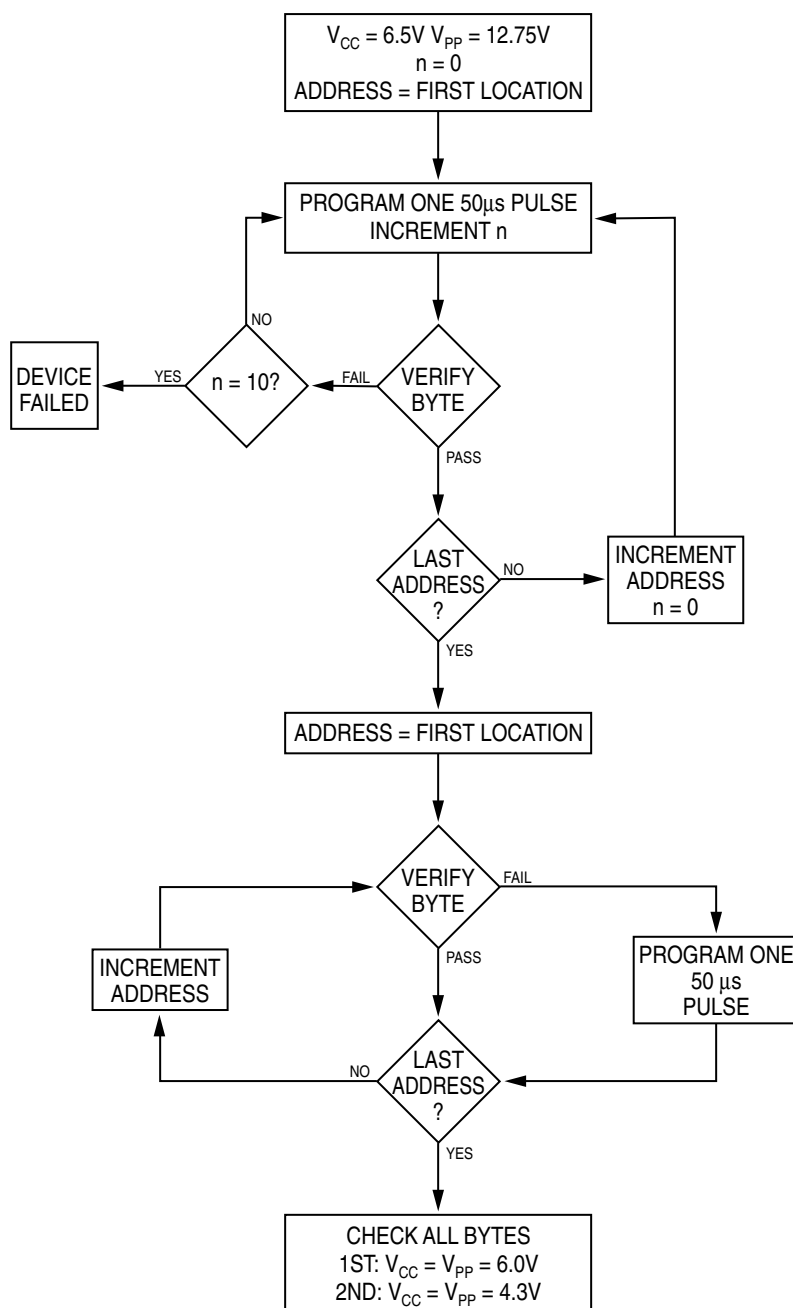 VCC = 6.5V VPP = 12.75V
n = 0
ADDRESS = FIRST LOCATION
PROGRAM ONE 50μs PULSE
INCREMENT n
NO
DEVICE
FAILED
YES
n = 10?
FAIL
VERIFY
BYTE
PASS
LAST
ADDRESS
?
NO
INCREMENT
ADDRESS
n = 0
YES
ADDRESS = FIRST LOCATION
VERIFY
BYTE
FAIL
PASS
INCREMENT
ADDRESS
PROGRAM ONE
50 μs
PULSE
NO
LAST
ADDRESS
?
YES
CHECK ALL BYTES
1ST: VCC = VPP = 6.0V
2ND: VCC = VPP = 4.3V